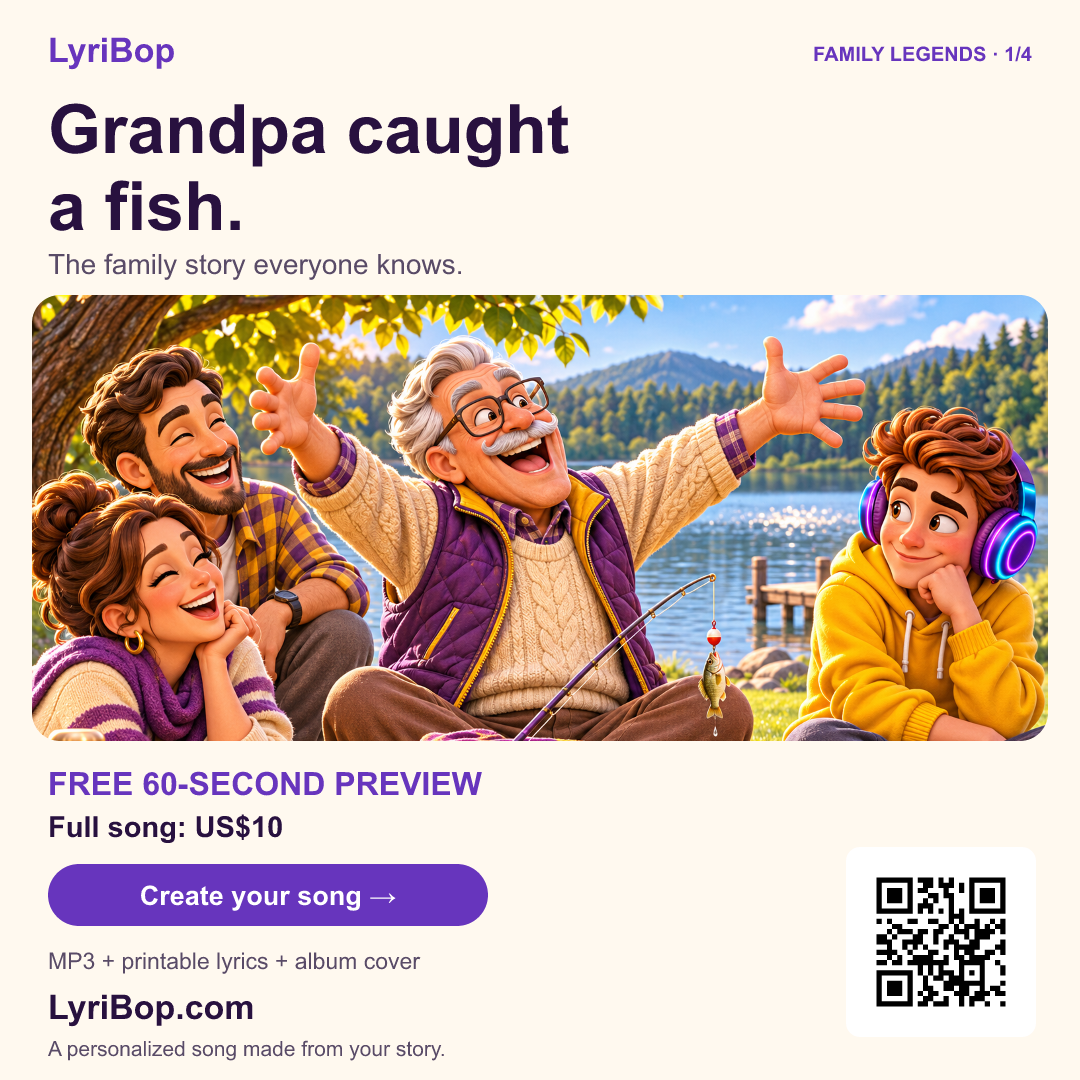 LyriBop
FAMILY LEGENDS · 1/4
Grandpa caught
a fish.
The family story everyone knows.
FREE 60-SECOND PREVIEW
Full song: US$10
Create your song →
MP3 + printable lyrics + album cover
LyriBop.com
A personalized song made from your story.